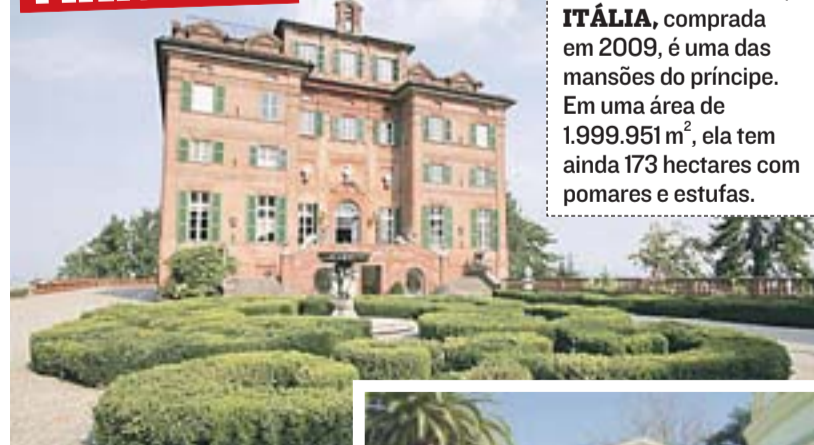 ITÁLIA, comprada
em 2009, é uma das
mansões do príncipe.
Em uma área de
1.999.951 m², ela tem
ainda 173 hectares com
pomares e estufas.